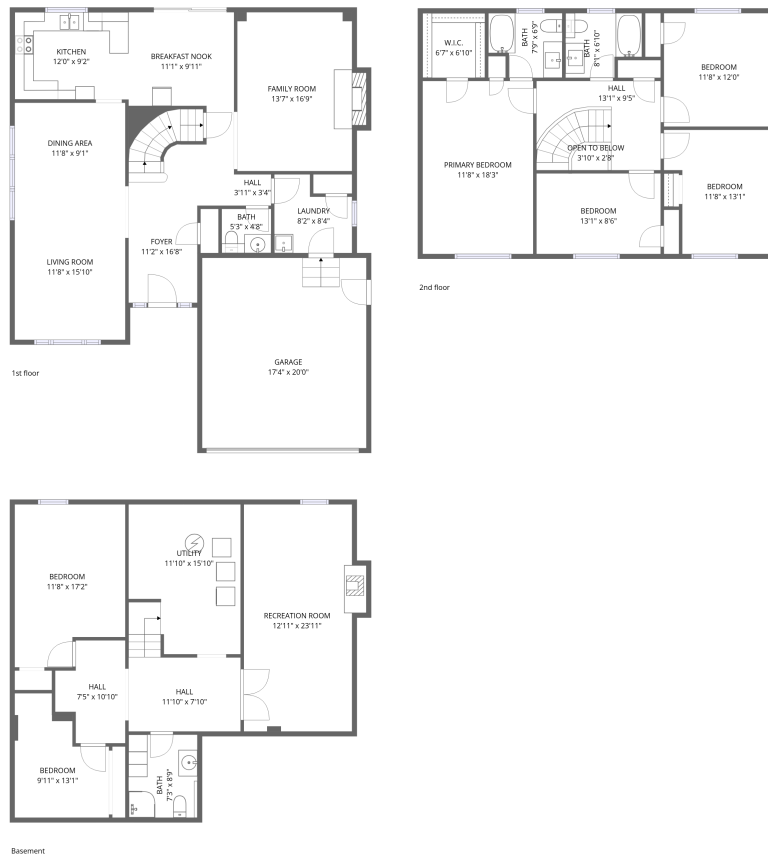 KITCHEN
12'0" x 9'2"
BREAKFAST NOOK
11'1" x 9'11"
FAMILY ROOM
13'7" x 16'9"
DINING AREA
11'8" x 9'1"
HALL
3'11" x 3'4"
LAUNDRY
8'2" x 8'4"
BATH
5'3" x 4'8"
FOYER
11'2" x 16'8"
LIVING ROOM
11'8" x 15'10"
GARAGE
17'4" x 20'0"
1st floor
W.I.C.
6'7" x 6'10"
BATH
7'9" x 6'9"
BATH
8'1" x 6'10"
BEDROOM
11'8" x 12'0"
HALL
13'1" x 9'5"
OPEN TO BELOW
3'10" x 2'8"
PRIMARY BEDROOM
11'8" x 18'3"
BEDROOM
13'1" x 8'6"
BEDROOM
11'8" x 13'1"
2nd floor
BEDROOM
11'8" x 17'2"
UTILITY
11'10" x 15'10"
RECREATION ROOM
12'11" x 23'11"
HALL
7'5" x 10'10"
HALL
11'10" x 7'10"
BEDROOM
9'11" x 13'1"
BATH
7'3" x 8'9"
Basement